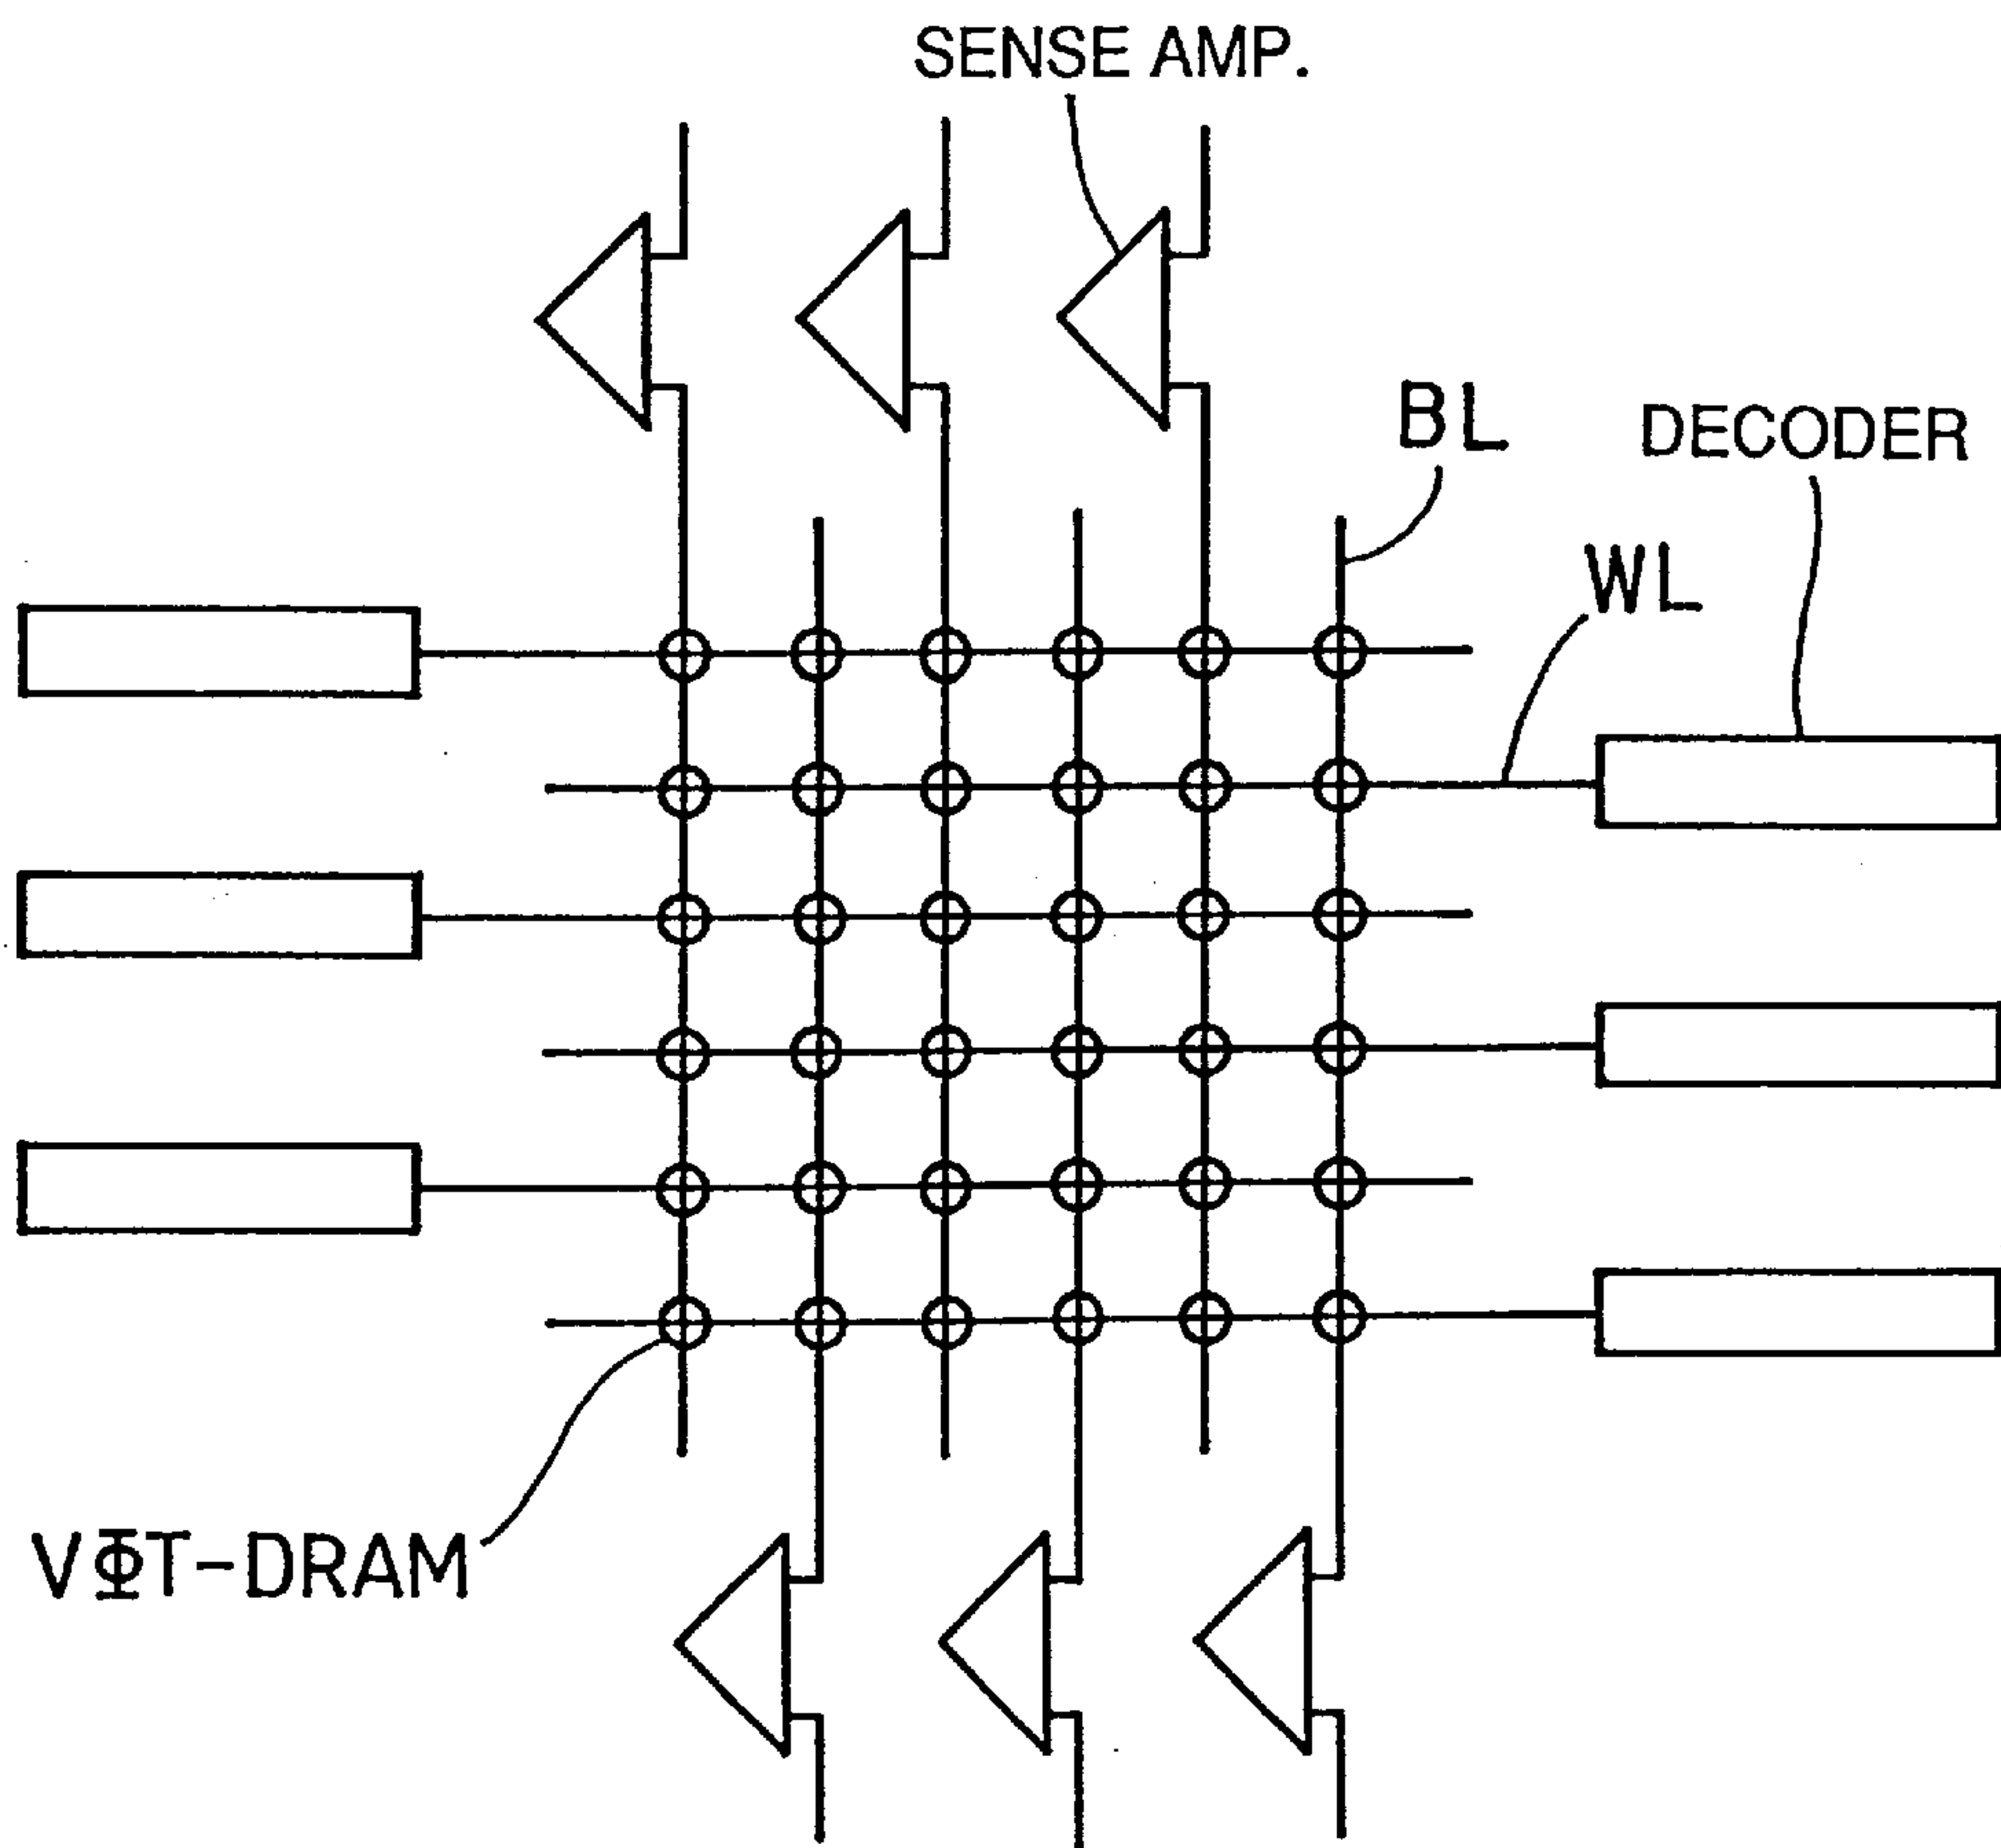 SENSE AMP.
BL
DECODER
WL
VΦT-DRAM